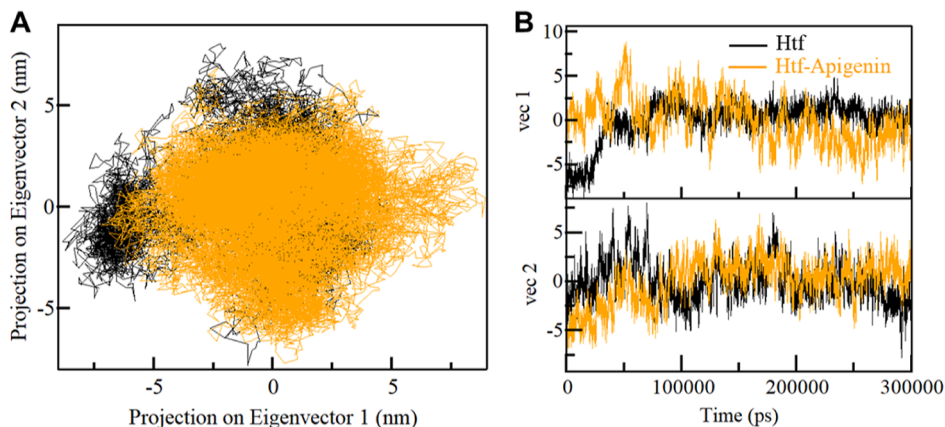 A
Projection on Eigenvector 2 (nm)
5
0
-5
-5
0
5
Projection on Eigenvector 1 (nm)
B
Htf
Htf-Apigenin
vec 1
10
5
0
-5
vec 2
5
0
-5
0
100000
200000
300000
Time (ps)